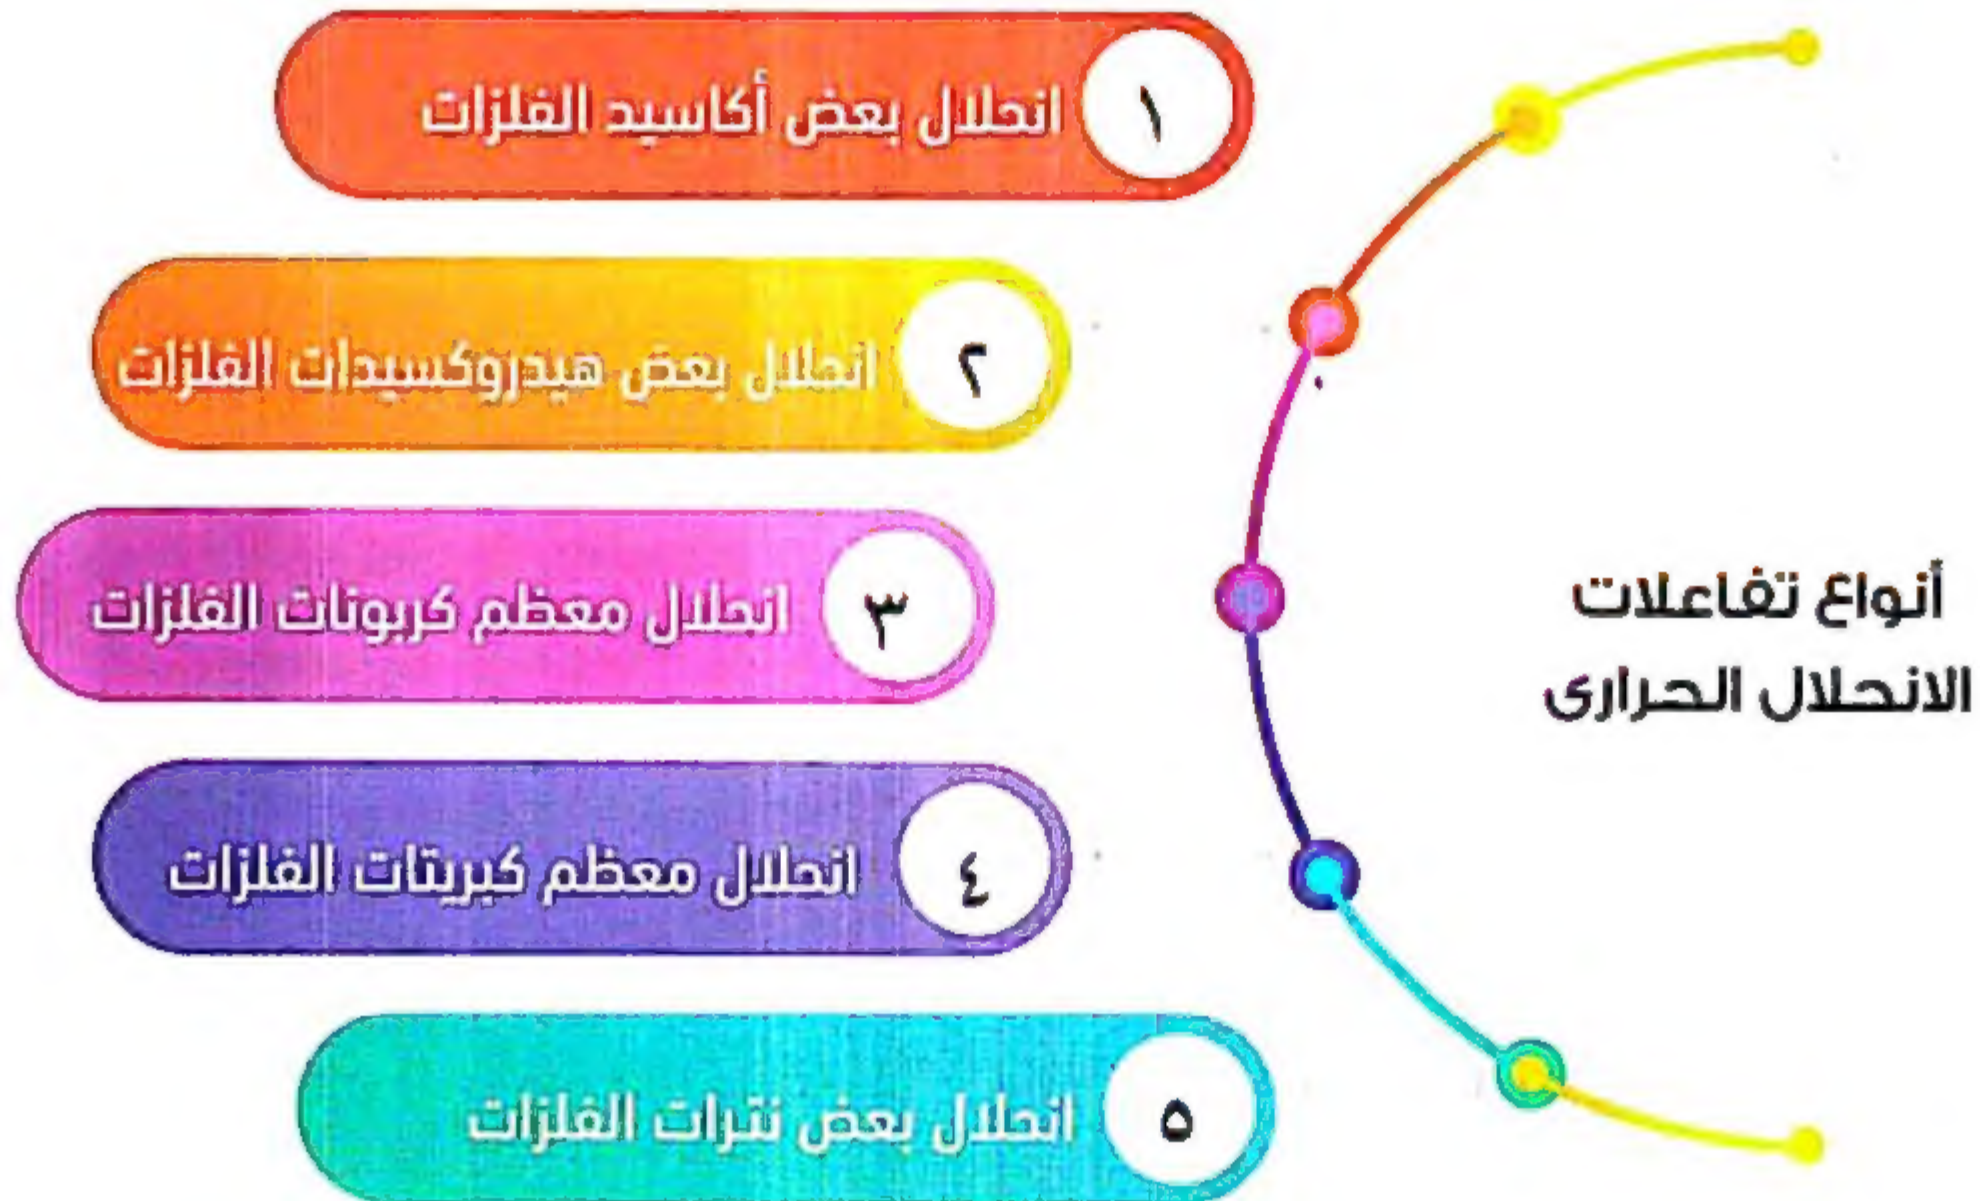 أنواع تفاعلات
الانحلال الحرارى
١ انحلال بعض أكاسيد الفلزات
٢ انحلال بعض هيدروكسيدات الفلزات
٣ انحلال معظم كربونات الفلزات
٤ انحلال معظم كبريتات الفلزات
٥ انحلال بعض نترات الفلزات